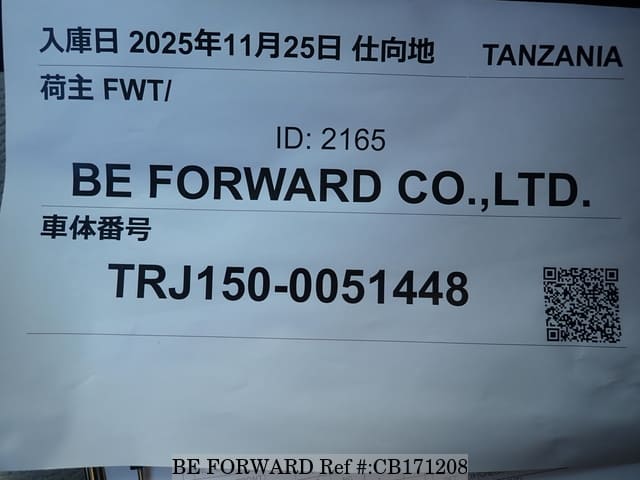 入庫日 2025年11月25日 仕向地 TANZANIA
荷主 FWT/
ID: 2165
BE FORWARD CO.,LTD.
車体番号
TRJ150-0051448
BE FORWARD Ref #:CB171208